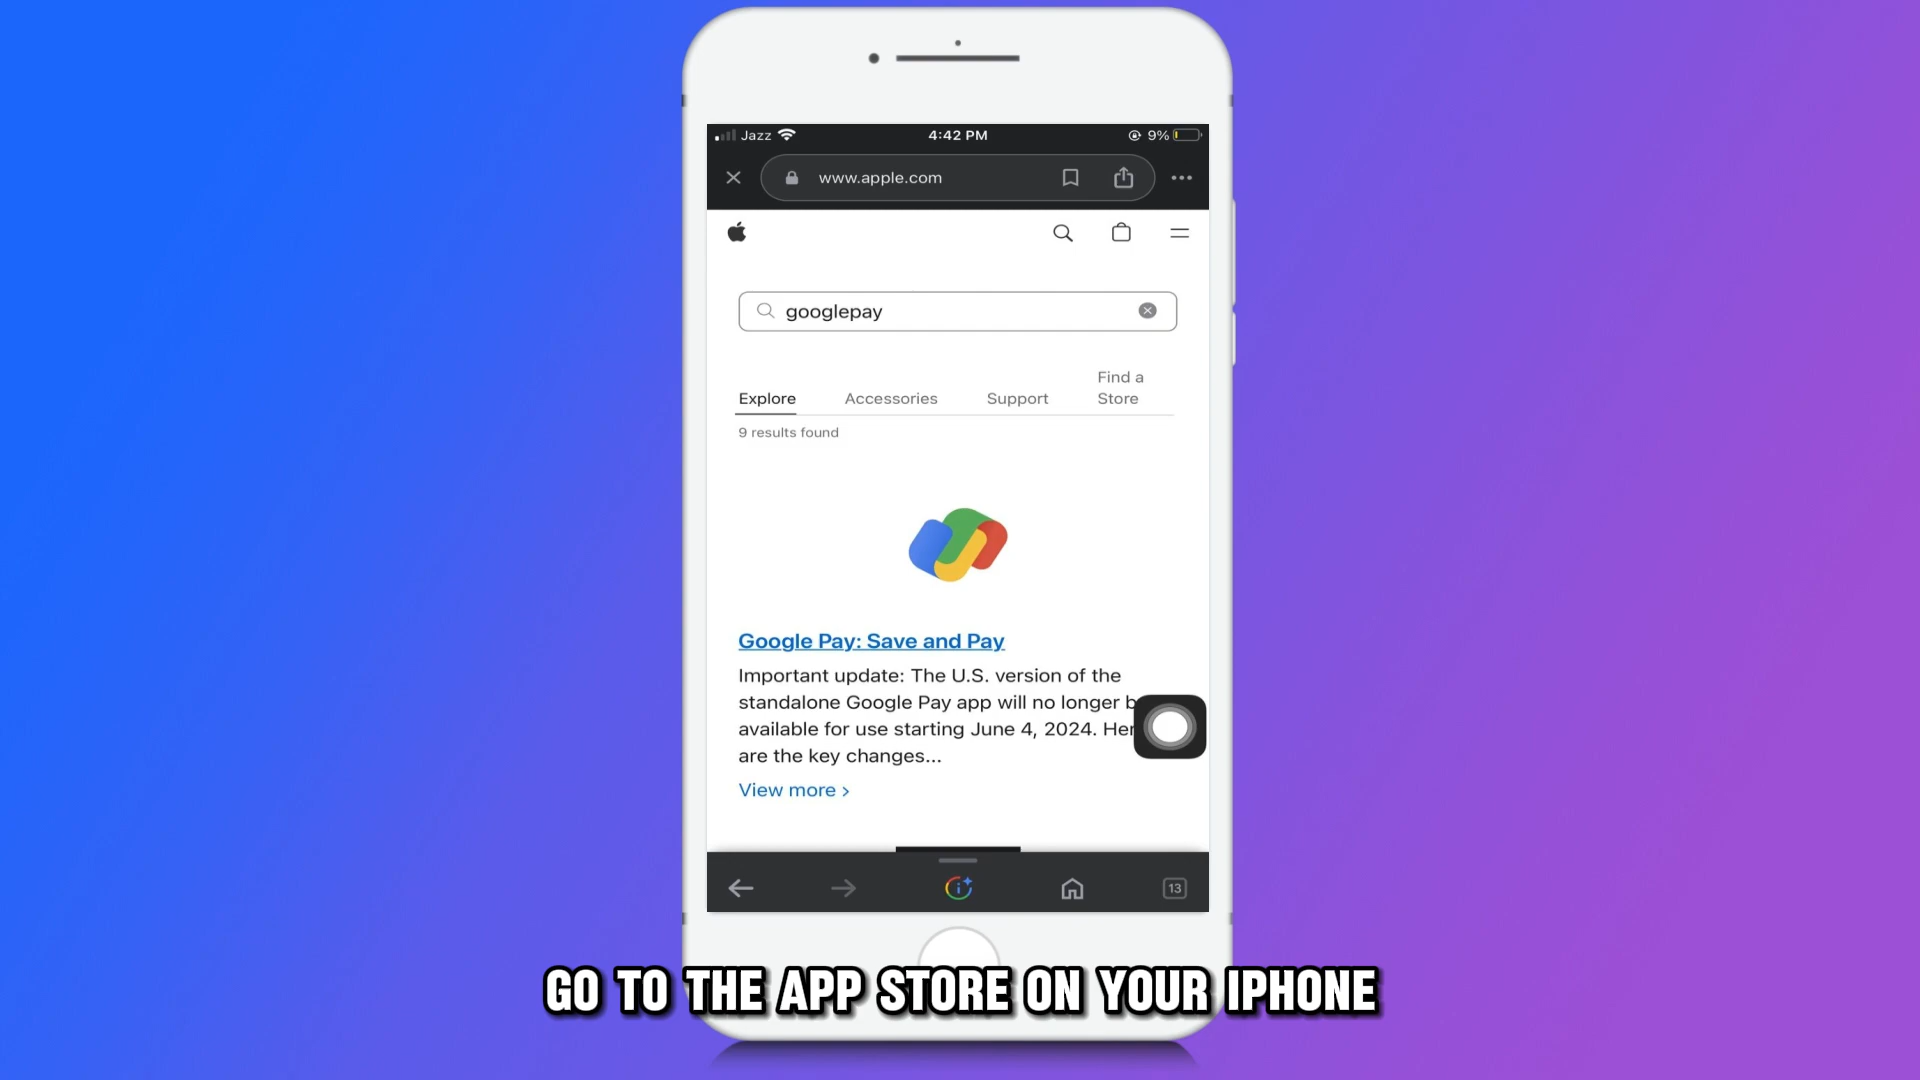 Jazz
4:42 PM
9%
www.apple.com
googlepay
Explore
Accessories
Support
Find a
Store
9 results found
Google Pay: Save and Pay
Important update: The U.S. version of the
standalone Google Pay app will no longer b
available for use starting June 4, 2024. Her
are the key changes...
View more >
13
GO TO THE APP STORE ON YOUR IPHONE